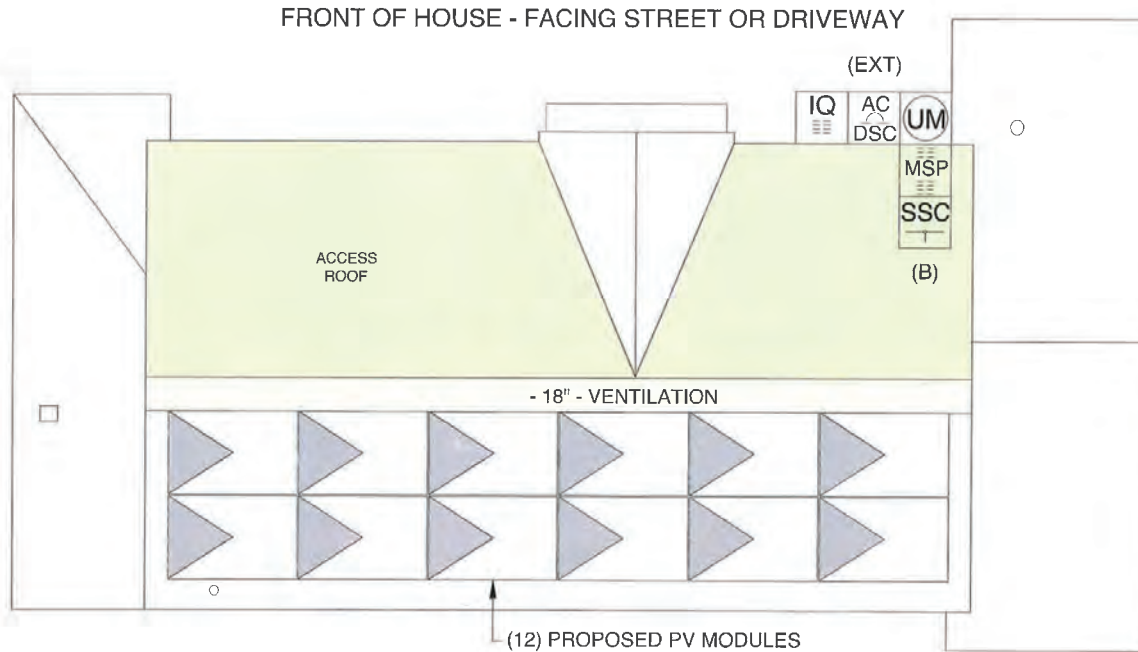 FRONT OF HOUSE - FACING STREET OR DRIVEWAY
(EXT)
IQ
AC
DSC
UM
MSP
SSC
(B)
ACCESS
ROOF
- 18" - VENTILATION
(12) PROPOSED PV MODULES